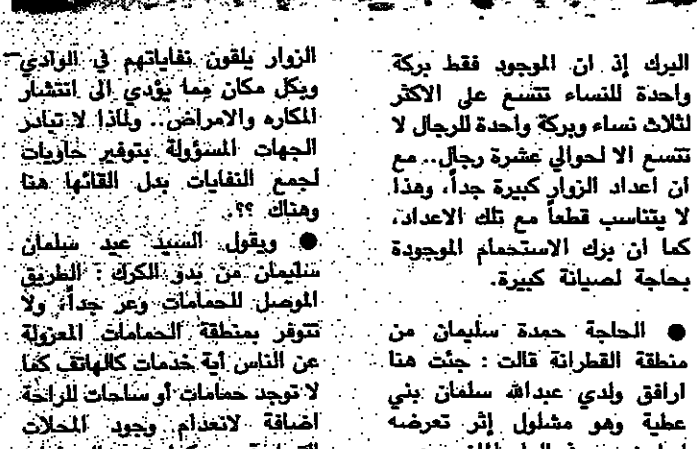 البرك إذ ان الموجود فقط بركة
واحدة للنساء تتسع على الاكثر
لثلاث نساء وبركة واحدة للرجال لا
تتسع الا لحوالي عشرة رجال.. مع
ان اعداد الزوار كبيرة جداً، وهذا
لا يتناسب قطعاً مع تلك الاعداد،
كما ان برك الاستحمام الموجودة
بحاجة لصيانة كبيرة.
● الحاجة حمدة سليمان من
منطقة القطرانة قالت : جئت هنا
ارافق ولدي عبدالله سلمان بني
عطية وهو مشلول إثر تعرضه
الزوار يلقون نفاياتهم في الوادي
وبكل مكان مما يؤدي الى انتشار
المكاره والامراض.. ولماذا لا تبادر
الجهات المسؤولة بتوفير حاويات
لجمع النفايات بدل القائها هنا
وهناك ؟؟.
● ويقول السيد عيد سلمان
سليمان من بدو الكرك : الطريق
الموصل للحمامات وعر جداً، ولا
تتوفر بمنطقة الحمامات المعزولة
عن الناس أية خدمات كالهاتف كما
لا توجد حمامات أو ساحات للراحة
اضافة لانعدام وجود المحلات